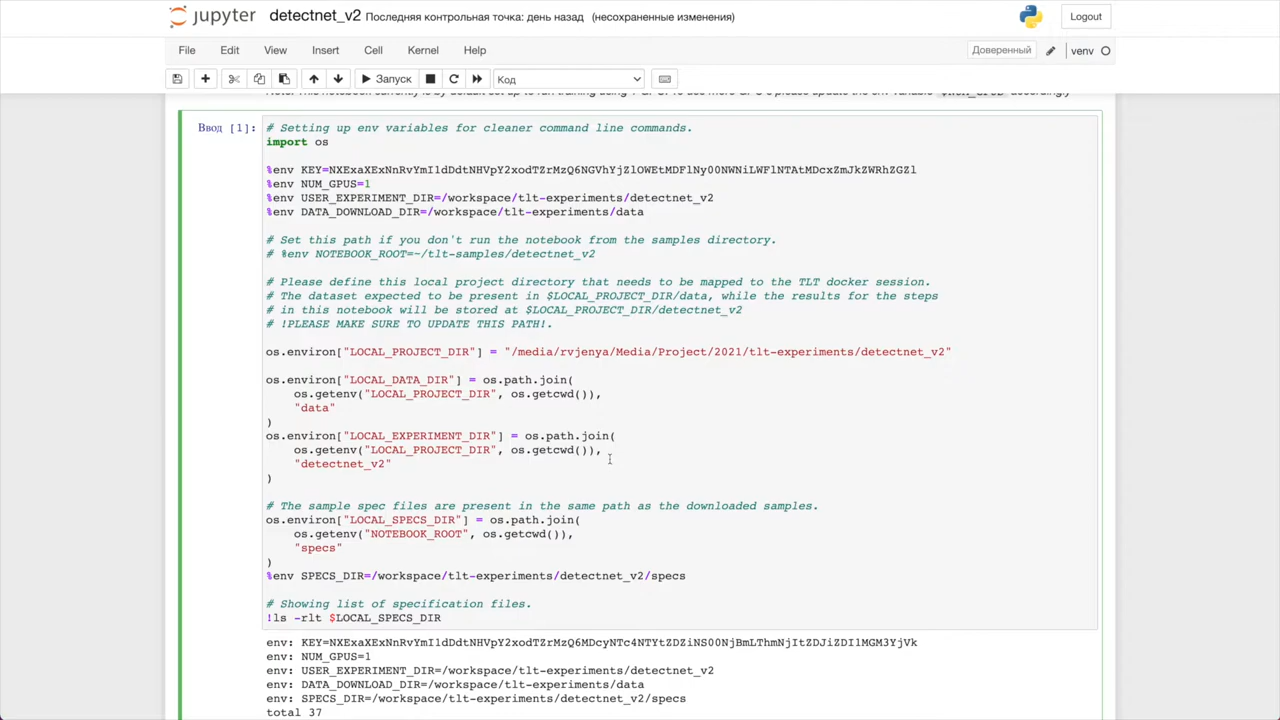 jupyter detectnet_v2 Последняя контрольная точка: день назад (несохраненные изменения) Logout
File Edit View Insert Cell Kernel Help Доверенный venv
Запуск Код
Ввод [1]:
# Setting up env variables for cleaner command line commands.
import os
%env KEY=NXExaXExNnRvYmIldDdtNHVpY2xodTZrMzQ6NGVhYjZlOWEtMDFlNy00NWNiLWFlNTAtMDcxZmJkZWRhZGZl
%env NUM_GPUS=1
%env USER_EXPERIMENT_DIR=/workspace/tlt-experiments/detectnet_v2
%env DATA_DOWNLOAD_DIR=/workspace/tlt-experiments/data
# Set this path if you don't run the notebook from the samples directory.
# %env NOTEBOOK_ROOT=~/tlt-samples/detectnet_v2
# Please define this local project directory that needs to be mapped to the TLT docker session.
# The dataset expected to be present in $LOCAL_PROJECT_DIR/data, while the results for the steps
# in this notebook will be stored at $LOCAL_PROJECT_DIR/detectnet_v2
# !PLEASE MAKE SURE TO UPDATE THIS PATH!.
os.environ["LOCAL_PROJECT_DIR"] = "/media/rvjenya/Media/Project/2021/tlt-experiments/detectnet_v2"
os.environ["LOCAL_DATA_DIR"] = os.path.join(
os.getenv("LOCAL_PROJECT_DIR", os.getcwd()),
"data"
)
os.environ["LOCAL_EXPERIMENT_DIR"] = os.path.join(
os.getenv("LOCAL_PROJECT_DIR", os.getcwd()),
"detectnet_v2"
)
# The sample spec files are present in the same path as the downloaded samples.
os.environ["LOCAL_SPECS_DIR"] = os.path.join(
os.getenv("NOTEBOOK_ROOT", os.getcwd()),
"specs"
)
%env SPECS_DIR=/workspace/tlt-experiments/detectnet_v2/specs
# Showing list of specification files.
!ls -rlt $LOCAL_SPECS_DIR
env: KEY=NXExaXExNnRvYmIldDdtNHVpY2xodTZrMzQ6MDcyNTc4NTYtZDZiNS00NjBmLThmNjItZDJiZDI1MGM3YjVk
env: NUM_GPUS=1
env: USER_EXPERIMENT_DIR=/workspace/tlt-experiments/detectnet_v2
env: DATA_DOWNLOAD_DIR=/workspace/tlt-experiments/data
env: SPECS_DIR=/workspace/tlt-experiments/detectnet_v2/specs
total 37